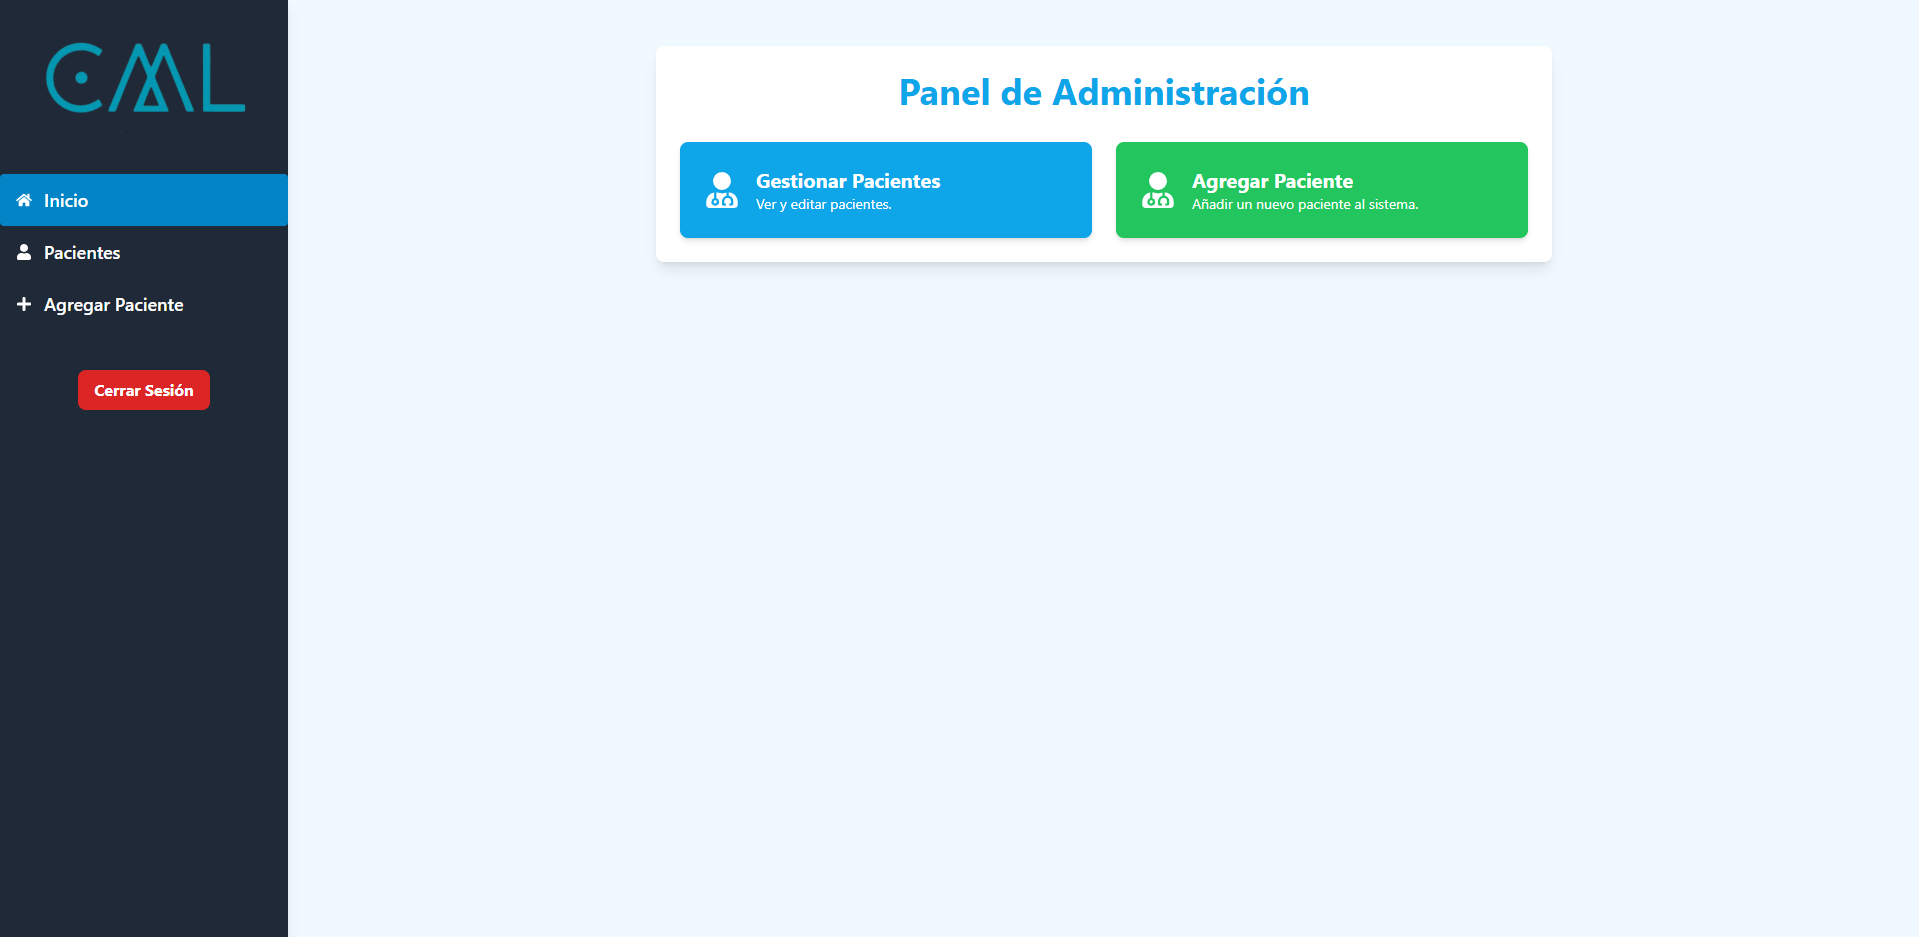 CML
Inicio
Pacientes
Agregar Paciente
Cerrar Sesión
Panel de Administración
Gestionar Pacientes
Ver y editar pacientes.
Agregar Paciente
Añadir un nuevo paciente al sistema.